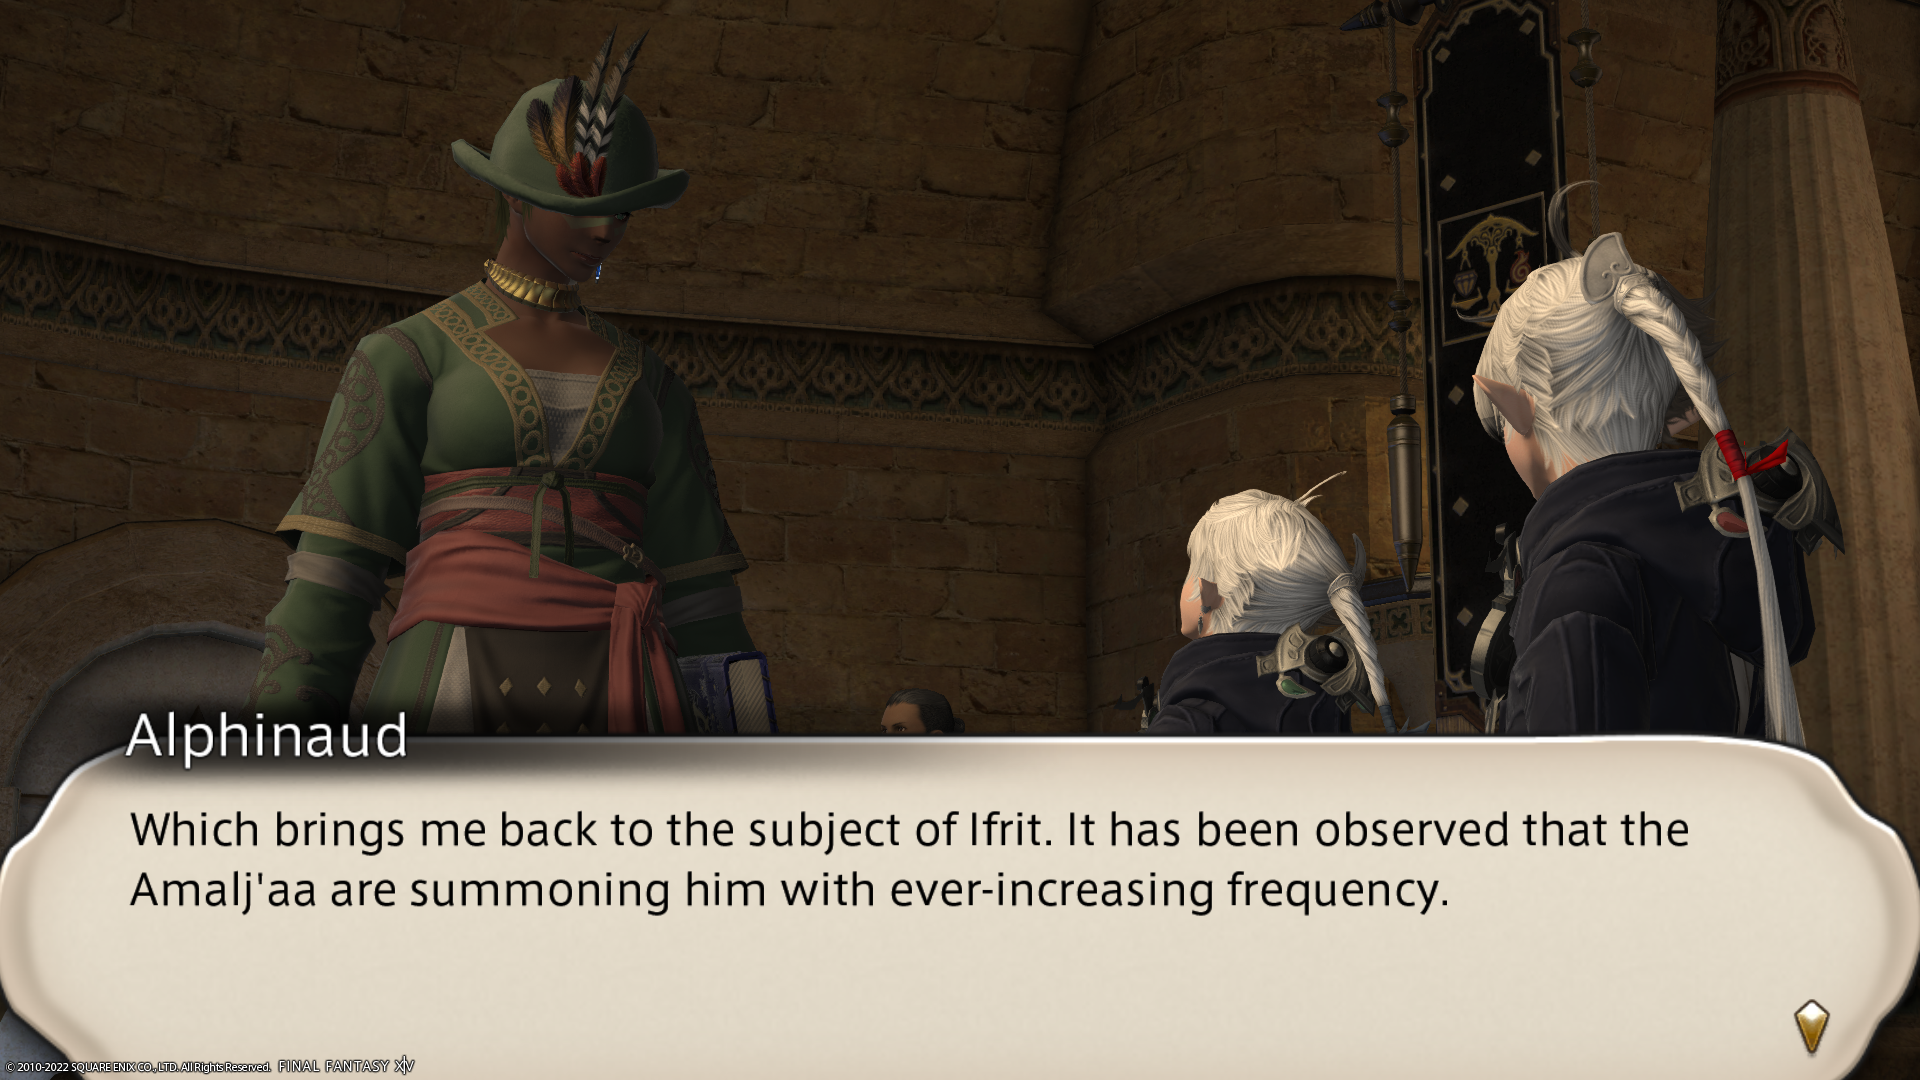 Alphinaud
Which brings me back to the subject of Ifrit. It has been observed that the
Amalj'aa are summoning him with ever-increasing frequency.
© 2010-2022 SQUARE ENIX CO., LTD. All Rights Reserved. FINAL FANTASY XIV